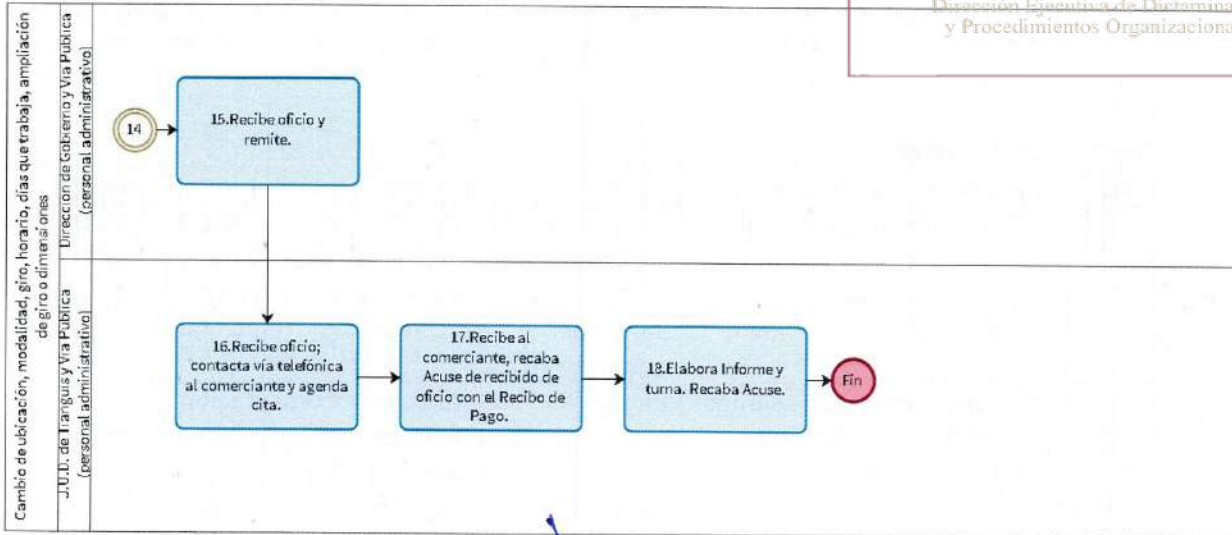 Dirección Ejecutiva de Dictamina
y Procedimientos Organizaciona
Cambio de ubicación, modalidad, giro, horario, días que trabaja, ampliación
de giro o dimensiones
Dirección de Gobierno y Vía Pública
(personal administrativo)
14
15.Recibe oficio y
remite.
J.U.D. de Tianguis y Vía Pública
(personal administrativo)
16.Recibe oficio;
contacta vía telefónica
al comerciante y agenda
cita.
17.Recibe al
comerciante, recaba
Acuse de recibido de
oficio con el Recibo de
Pago.
18.Elabora Informe y
turna. Recaba Acuse.
Fin